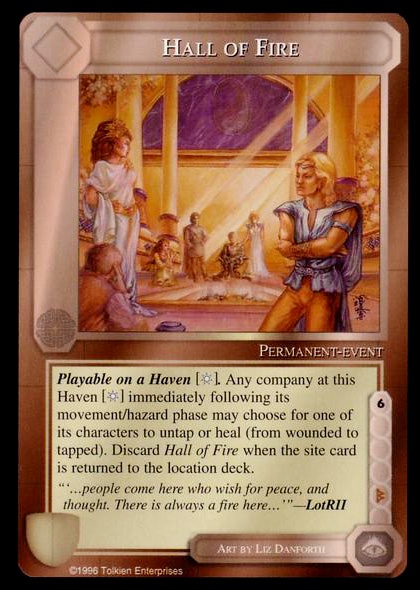 HALL OF FIRE
PERMANENT-EVENT
Playable on a Haven [☼]. Any company at this
Haven [☼] immediately following its
movement/hazard phase may choose for one of
its characters to untap or heal (from wounded to
tapped). Discard Hall of Fire when the site card
is returned to the location deck.
“‘...people come here who wish for peace, and
thought. There is always a fire here...’”—LotRII
6
ART BY LIZ DANFORTH
©1996 Tolkien Enterprises